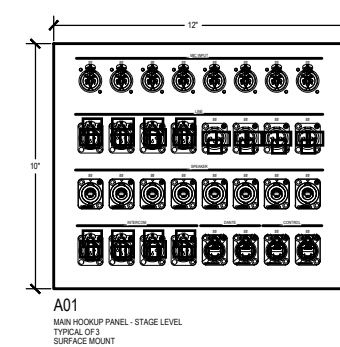 12"
MIC INPUT
LINE
10"
SPEAKER
INTERCOM DANTE CONTROL
A01
MAIN HOOKUP PANEL - STAGE LEVEL
TYPICAL OF 3
SURFACE MOUNT